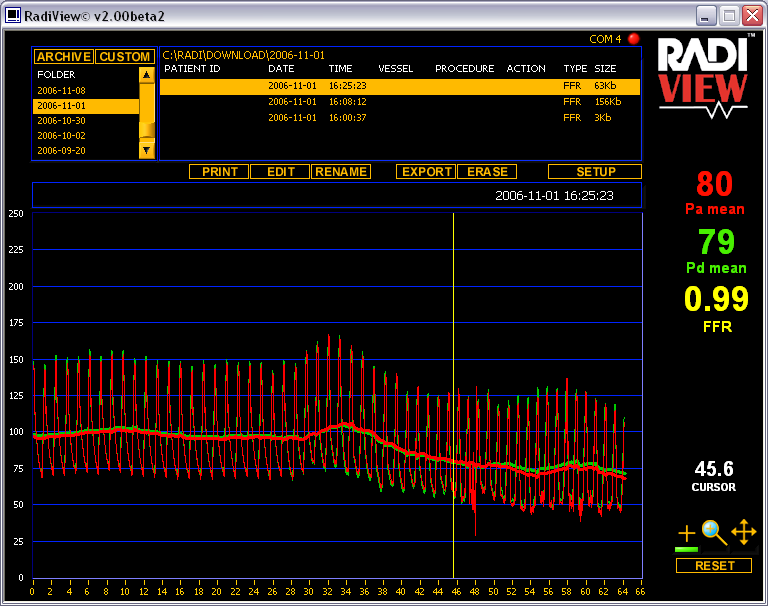 RadiView© v2.00beta2
COM 4
RADI™
VIEW
ARCHIVE CUSTOM
C:\RADI\DOWNLOAD\2006-11-01
FOLDER
2006-11-08
2006-11-01
2006-10-30
2006-10-02
2006-09-20
PATIENT ID DATE TIME VESSEL PROCEDURE ACTION TYPE SIZE
2006-11-01 16:25:23 FFR 63Kb
2006-11-01 16:08:12 FFR 156Kb
2006-11-01 16:00:37 FFR 3Kb
PRINT EDIT RENAME EXPORT ERASE SETUP
2006-11-01 16:25:23
80
Pa mean
79
Pd mean
0.99
FFR
45.6
CURSOR
RESET
250
225
200
175
150
125
100
75
50
25
0
0 2 4 6 8 10 12 14 16 18 20 22 24 26 28 30 32 34 36 38 40 42 44 46 48 50 52 54 56 58 60 62 64 66